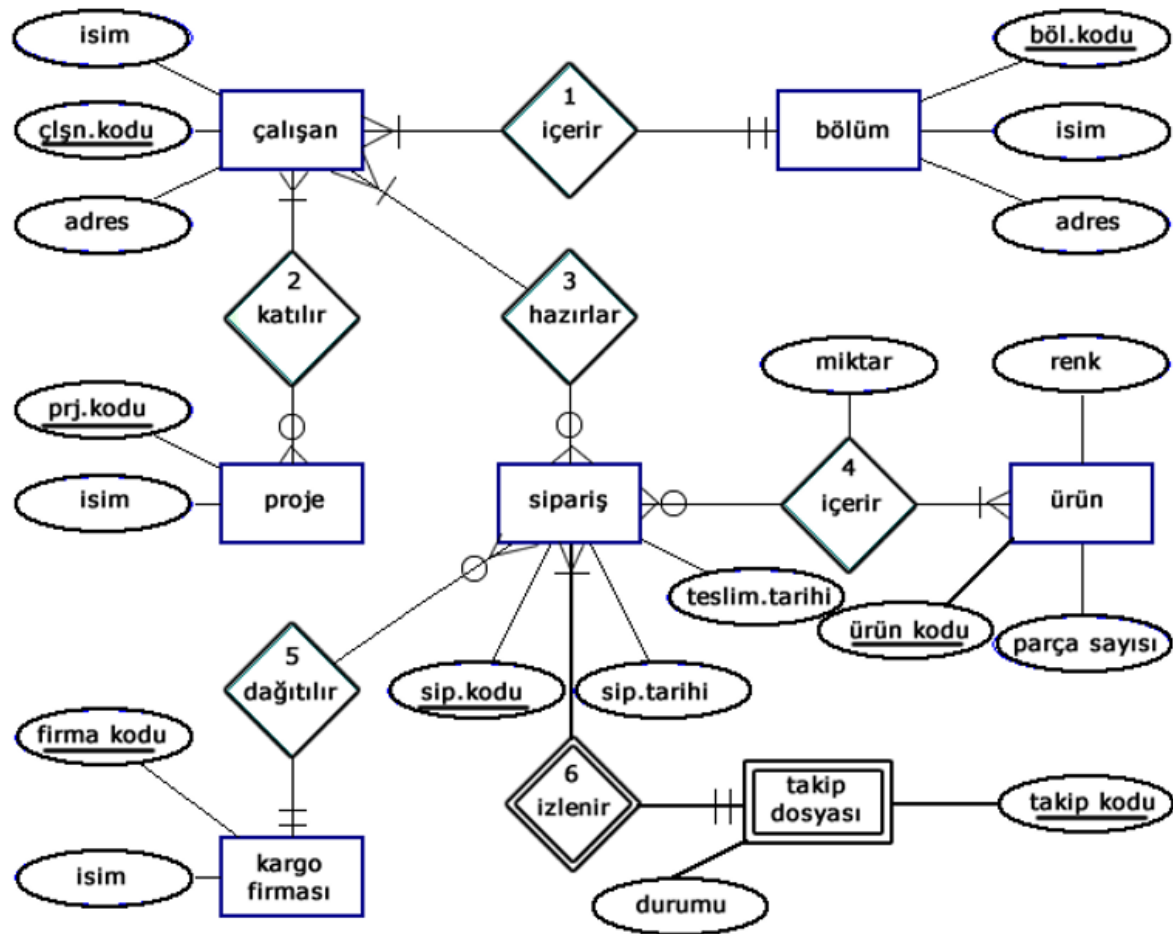 isim
böl.kodu
1
içerir
çlşn.kodu
çalışan
bölüm
isim
adres
adres
2
katılır
3
hazırlar
miktar
renk
prj.kodu
4
içerir
isim
proje
sipariş
ürün
teslim.tarihi
ürün kodu
parça sayısı
5
dağıtılır
sip.kodu
sip.tarihi
firma kodu
6
izlenir
takip
dosyası
takip kodu
isim
kargo
firması
durumu